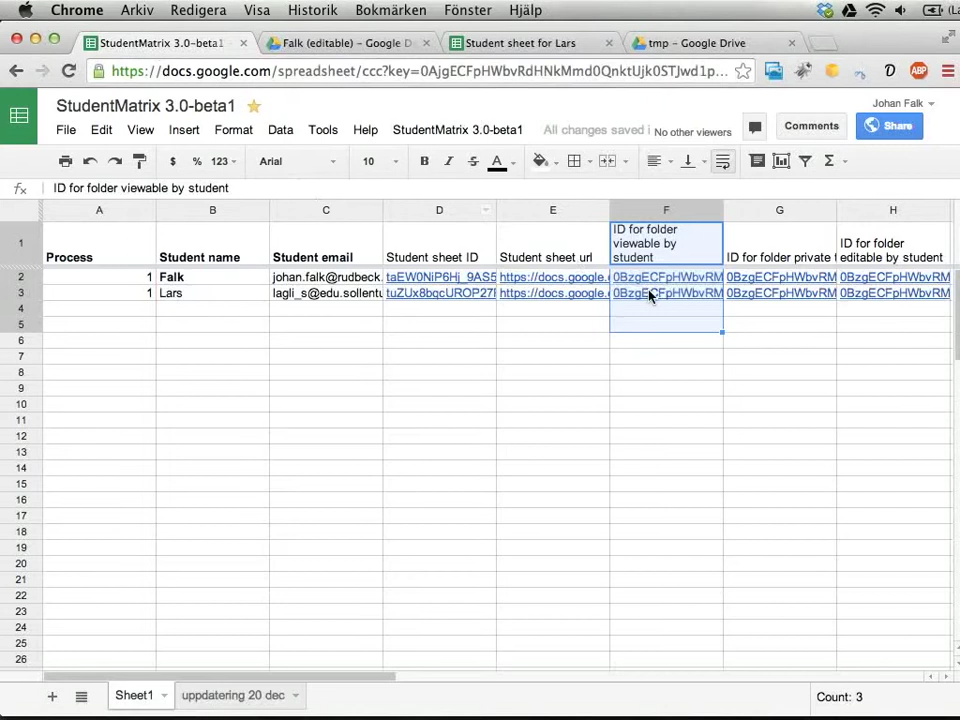 Chrome Arkiv Redigera Visa Historik Bokmärken Fönster Hjälp
StudentMatrix 3.0-beta1
Falk (editable) – Google D
Student sheet for Lars
tmp – Google Drive
https://docs.google.com/spreadsheet/ccc?key=0AjgECFpHWbvRdHNkMmd0QnktUjk0STJwd1p...
D
ABP
StudentMatrix 3.0-beta1
Johan Falk
File Edit View Insert Format Data Tools Help StudentMatrix 3.0-beta1 All changes saved i No other viewers Comments Share
$ % 123 Arial 10 B I S A Σ
fx ID for folder viewable by student
A B C D E F G H
1 Process Student name Student email Student sheet ID Student sheet url ID for folder viewable by student ID for folder private t ID for folder editable by student
2 1 Falk johan.falk@rudbeck. taEW0NiP6Hj_9AS5 https://docs.google. 0BzgECFpHWbvRM 0BzgECFpHWbvRM 0BzgECFpHWbvRM
3 1 Lars lagli_s@edu.sollentu tuZUx8bqcUROP27I https://docs.google. 0BzgECFpHWbvRM 0BzgECFpHWbvRM 0BzgECFpHWbvRM
4
5
6
7
8
9
10
11
12
13
14
15
16
17
18
19
20
21
22
23
24
25
26
Sheet1 uppdatering 20 dec Count: 3